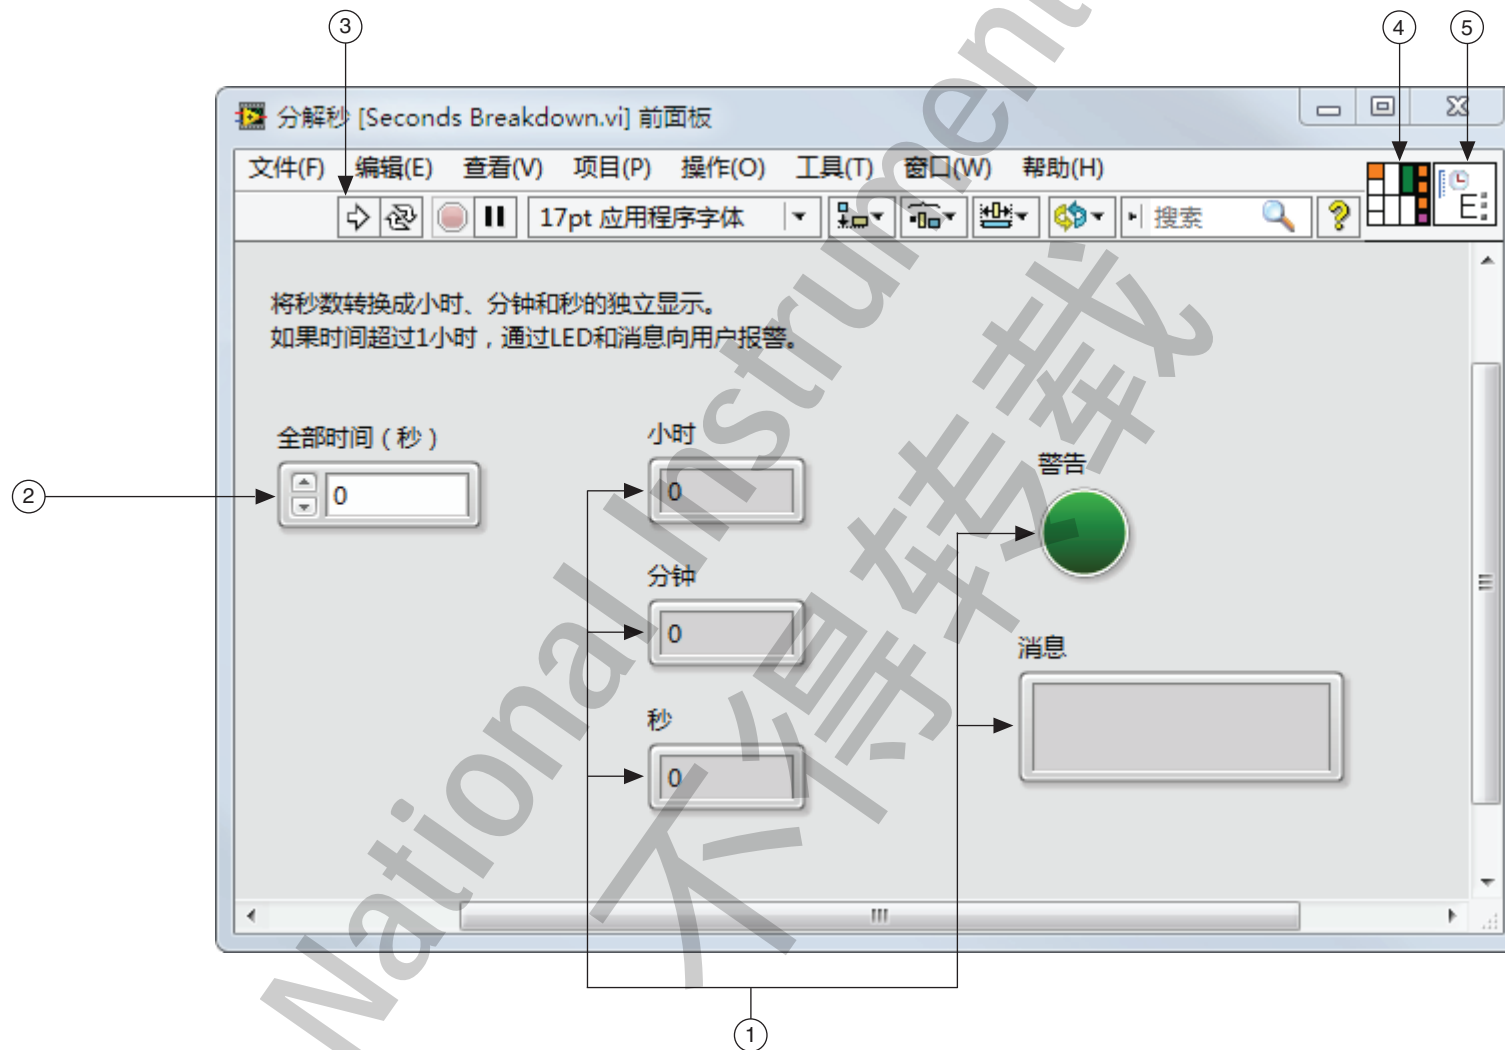 ③
④ ⑤
分解秒 [Seconds Breakdown.vi] 前面板
文件(F) 编辑(E) 查看(V) 项目(P) 操作(O) 工具(T) 窗口(W) 帮助(H)
17pt 应用程序字体 搜索 ?
E
将秒数转换成小时、分钟和秒的独立显示。
如果时间超过1小时，通过LED和消息向用户报警。
全部时间（秒）
0
②
小时
0
分钟
0
秒
0
警告
消息
①
National Instrument
不得转载